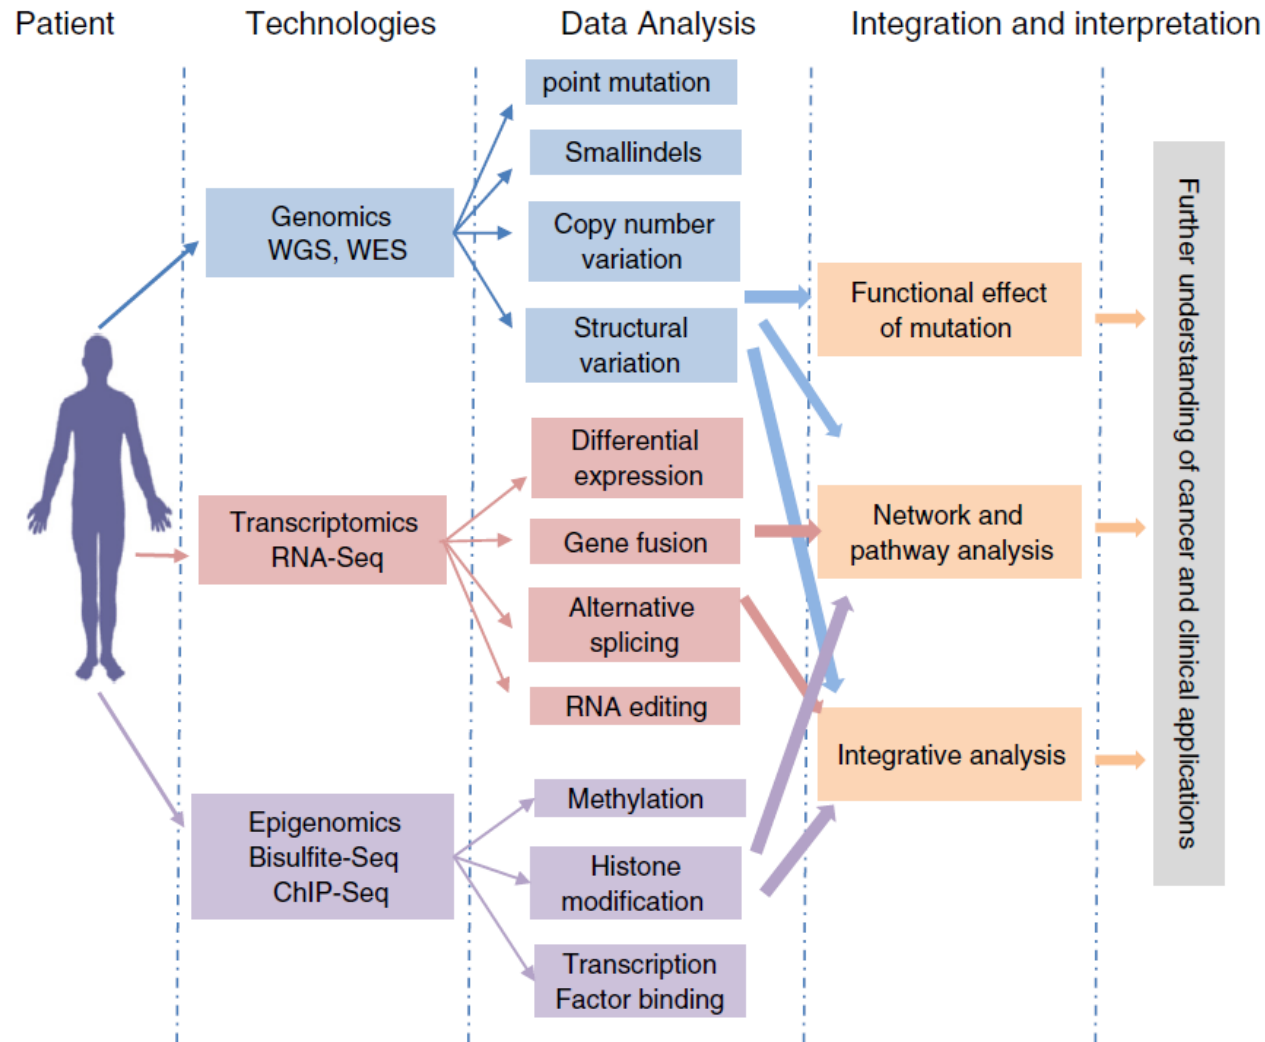 Patient
Technologies
Data Analysis
Integration and interpretation
point mutation
Smallindels
Copy number
variation
Structural
variation
Genomics
WGS, WES
Differential
expression
Gene fusion
Alternative
splicing
RNA editing
Transcriptomics
RNA-Seq
Methylation
Histone
modification
Transcription
Factor binding
Epigenomics
Bisulfite-Seq
ChIP-Seq
Functional effect
of mutation
Network and
pathway analysis
Integrative analysis
Further understanding of cancer and clinical applications